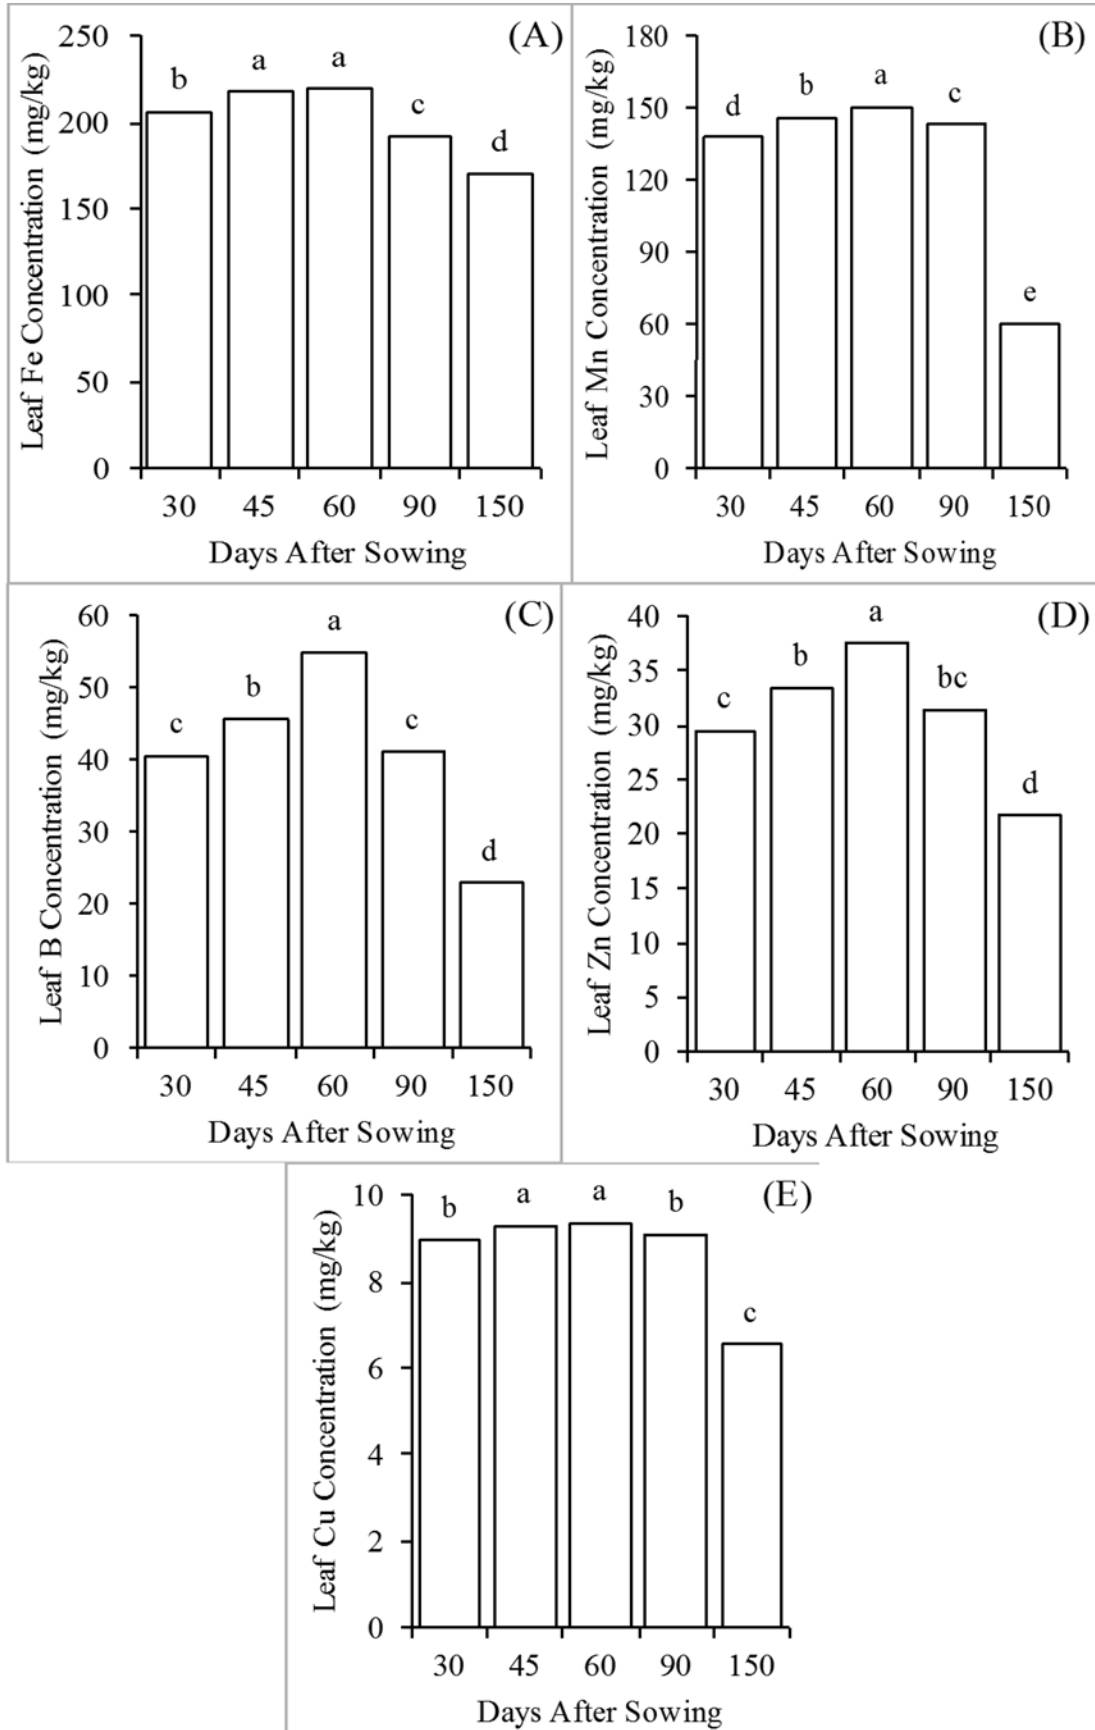 (A)
Leaf Fe Concentration (mg/kg)
250
200
150
100
50
0
b a a c d
30 45 60 90 150
Days After Sowing
(B)
Leaf Mn Concentration (mg/kg)
180
150
120
90
60
30
0
d b a c e
30 45 60 90 150
Days After Sowing
(C)
Leaf B Concentration (mg/kg)
60
50
40
30
20
10
0
c b a c d
30 45 60 90 150
Days After Sowing
(D)
Leaf Zn Concentration (mg/kg)
40
35
30
25
20
15
10
5
0
c b a bc d
30 45 60 90 150
Days After Sowing
(E)
Leaf Cu Concentration (mg/kg)
10
8
6
4
2
0
b a a b c
30 45 60 90 150
Days After Sowing